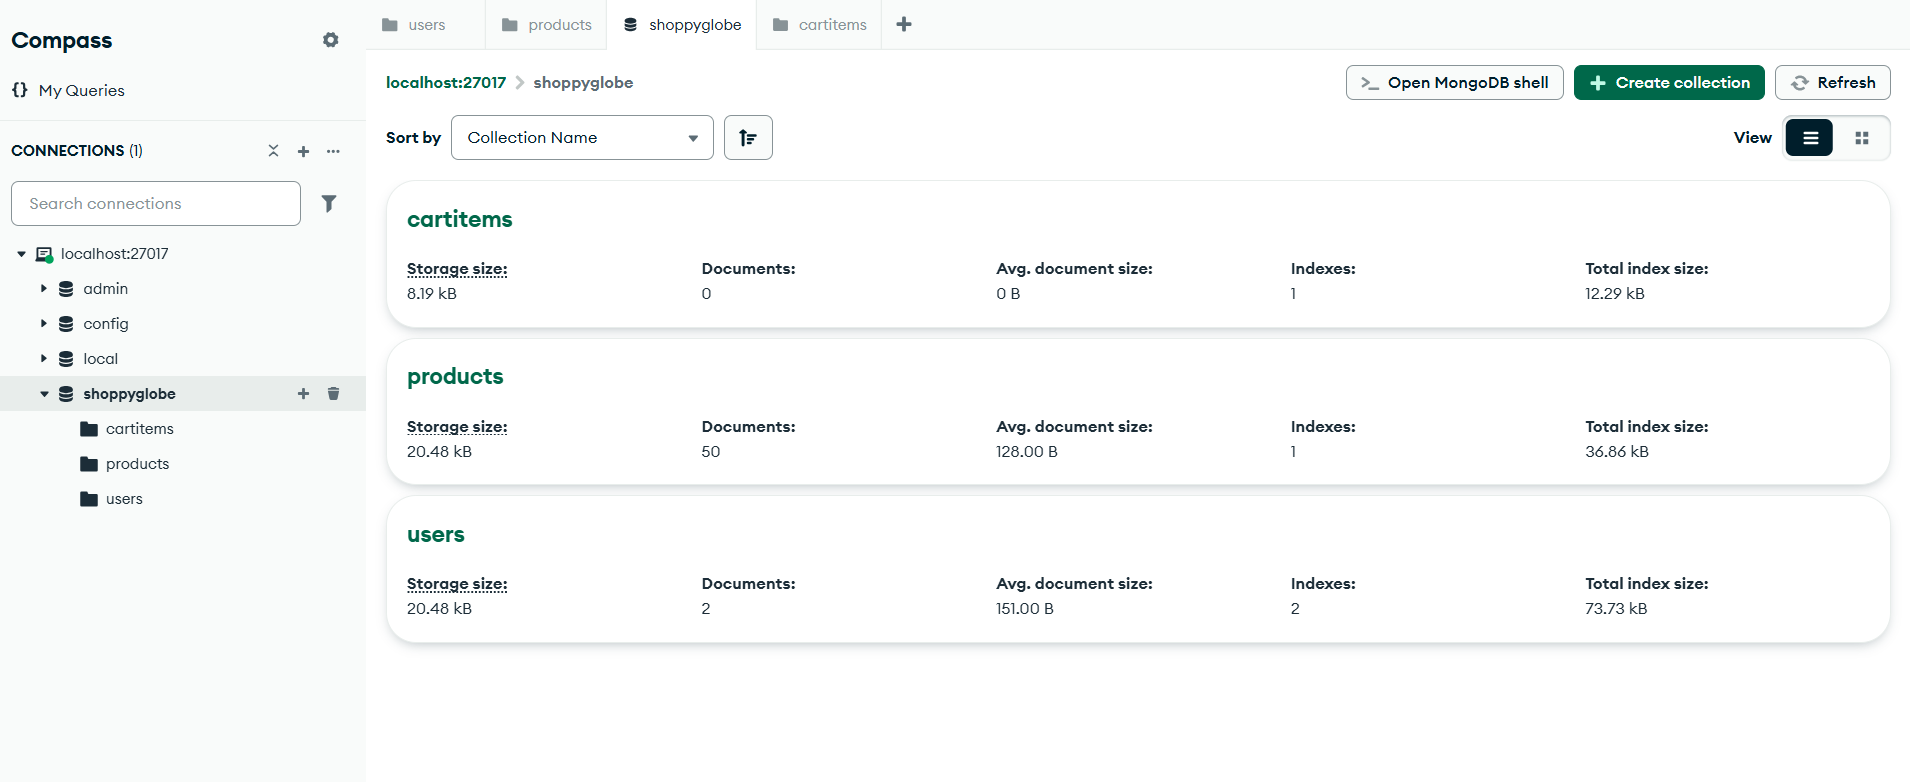 Compass
My Queries
CONNECTIONS (1)
Search connections
localhost:27017
admin
config
local
shoppyglobe
cartitems
products
users
users products shoppyglobe cartitems
localhost:27017 shoppyglobe
Open MongoDB shell Create collection Refresh
Sort by Collection Name View
cartitems
Storage size: Documents: Avg. document size: Indexes: Total index size:
8.19 kB 0 0 B 1 12.29 kB
products
Storage size: Documents: Avg. document size: Indexes: Total index size:
20.48 kB 50 128.00 B 1 36.86 kB
users
Storage size: Documents: Avg. document size: Indexes: Total index size:
20.48 kB 2 151.00 B 2 73.73 kB